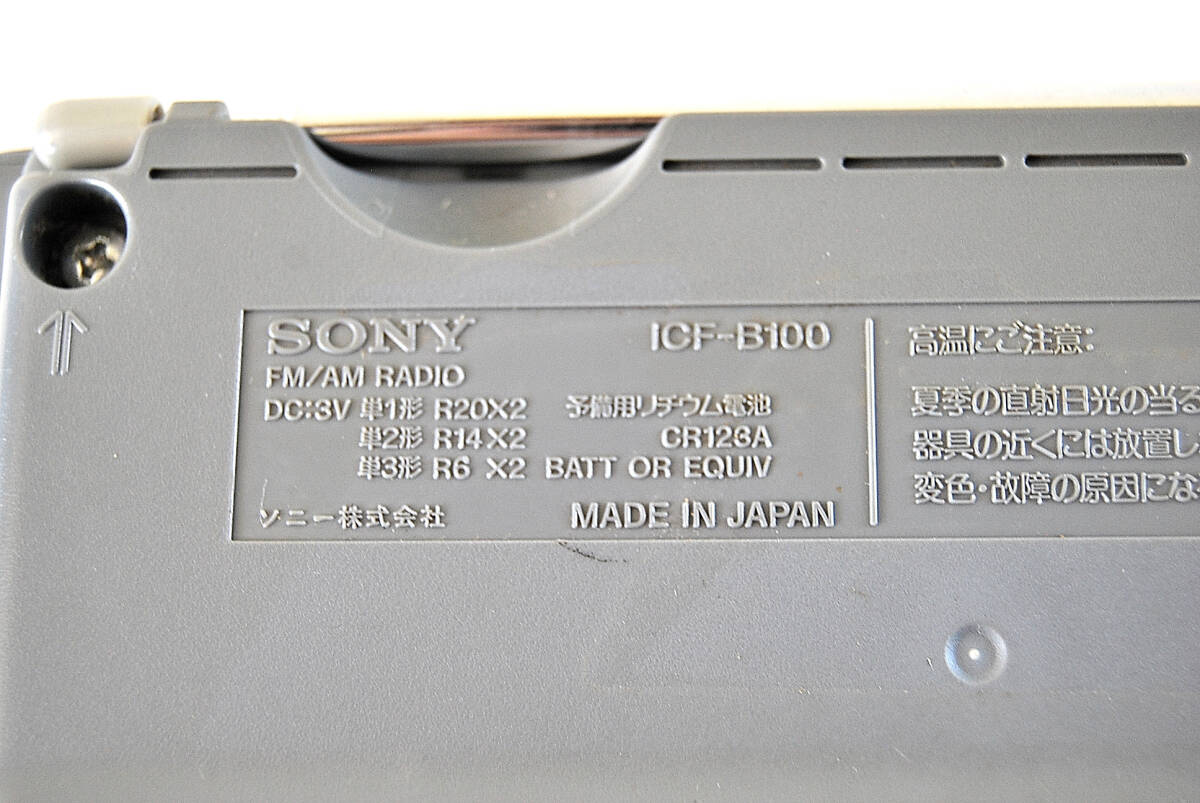 SONY ICF-B100
FM/AM RADIO
DC:3V 単1形 R20X2 予備用リチウム電池
単2形 R14X2 CR123A
単3形 R6 X2 BATT OR EQUIV
ソニー株式会社 MADE IN JAPAN
高温にご注意:
夏季の直射日光の当る
器具の近くには放置し
変色・故障の原因にな